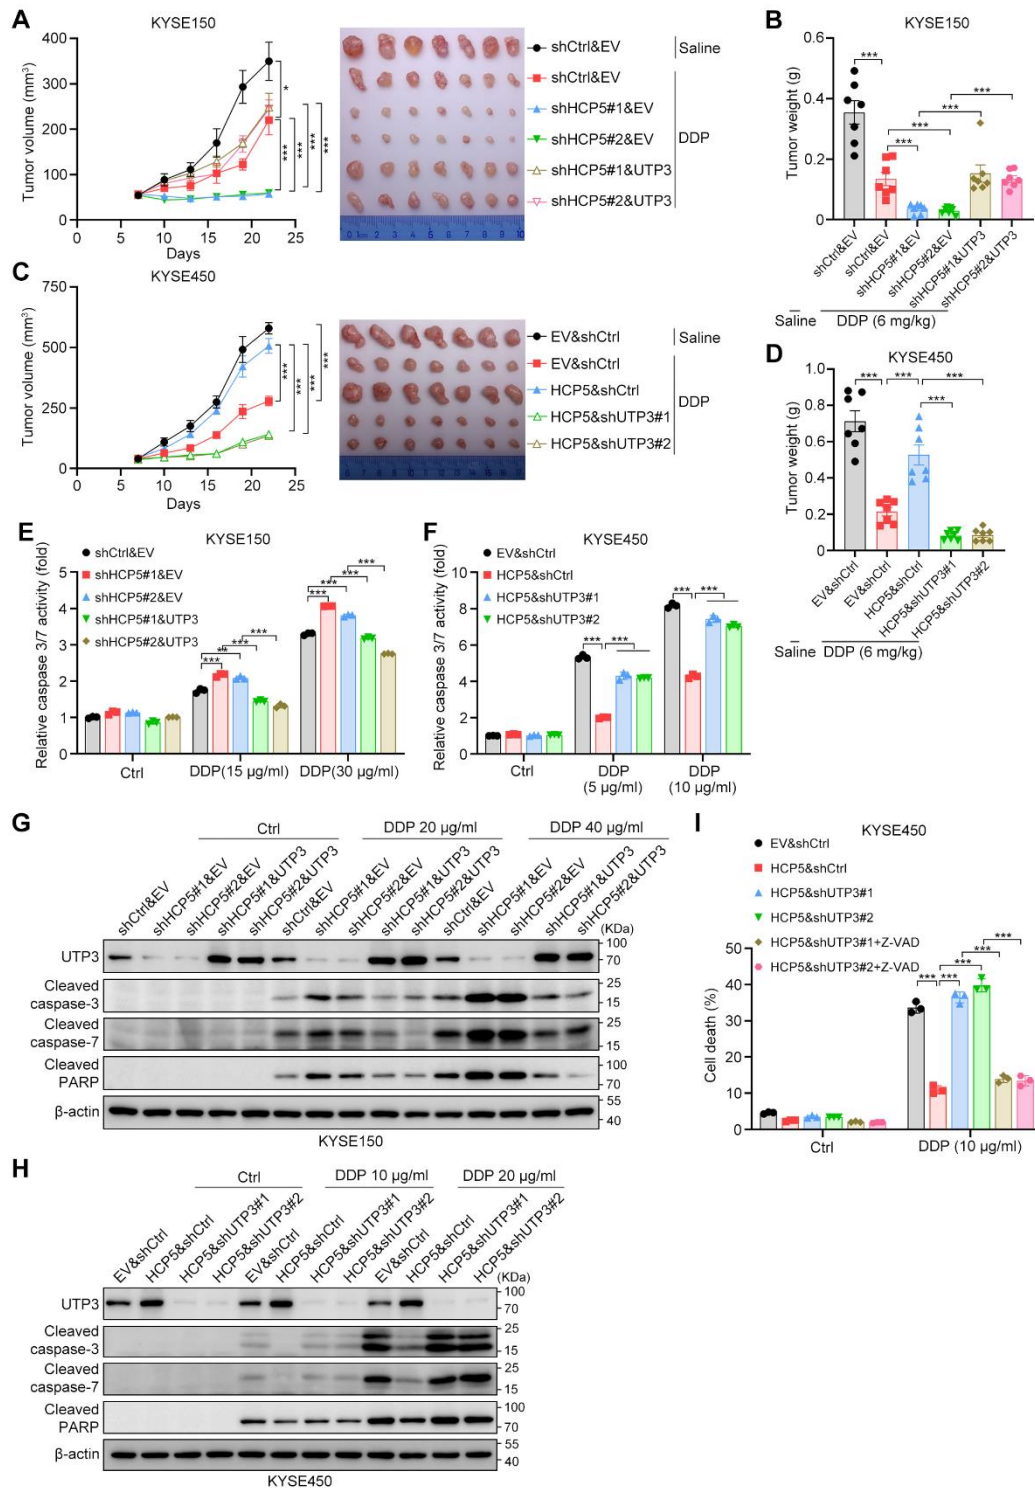 A
KYSE150
Tumor volume (mm³)
400
300
200
100
0
0 5 10 15 20 25
Days
*
***
***
***
***
shCtrl&EV
shCtrl&EV
shHCP5#1&EV
shHCP5#2&EV
shHCP5#1&UTP3
shHCP5#2&UTP3
Saline
DDP
B
KYSE150
Tumor weight (g)
0.6
0.4
0.2
0.0
***
***
***
***
***
shCtrl&EV
shCtrl&EV
shHCP5#1&EV
shHCP5#2&EV
shHCP5#1&UTP3
shHCP5#2&UTP3
Saline DDP (6 mg/kg)
C
KYSE450
Tumor volume (mm³)
750
500
250
0
0 5 10 15 20 25
Days
***
***
***
***
EV&shCtrl
EV&shCtrl
HCP5&shCtrl
HCP5&shUTP3#1
HCP5&shUTP3#2
Saline
DDP
D
KYSE450
Tumor weight (g)
1.0
0.8
0.6
0.4
0.2
0.0
*** *** ***
***
EV&shCtrl
EV&shCtrl
HCP5&shCtrl
HCP5&shUTP3#1
HCP5&shUTP3#2
Saline DDP (6 mg/kg)
E
KYSE150
Relative caspase 3/7 activity (fold)
5
4
3
2
1
0
shCtrl&EV
shHCP5#1&EV
shHCP5#2&EV
shHCP5#1&UTP3
shHCP5#2&UTP3
***
**
***
***
***
***
***
***
Ctrl DDP(15 μg/ml) DDP(30 μg/ml)
F
KYSE450
Relative caspase 3/7 activity (fold)
10
8
6
4
2
0
EV&shCtrl
HCP5&shCtrl
HCP5&shUTP3#1
HCP5&shUTP3#2
*** ***
*** ***
Ctrl DDP DDP
(5 μg/ml) (10 μg/ml)
G
Ctrl DDP 20 μg/ml DDP 40 μg/ml
shCtrl&EV
shHCP5#1&EV
shHCP5#2&EV
shHCP5#1&UTP3
shHCP5#2&UTP3
shCtrl&EV
shHCP5#1&EV
shHCP5#2&EV
shHCP5#1&UTP3
shHCP5#2&UTP3
shCtrl&EV
shHCP5#1&EV
shHCP5#2&EV
shHCP5#1&UTP3
shHCP5#2&UTP3
(KDa)
UTP3
100
70
Cleaved
caspase-3
25
15
Cleaved
caspase-7
25
15
Cleaved
PARP
100
70
β-actin
55
40
KYSE150
H
Ctrl DDP 10 μg/ml DDP 20 μg/ml
EV&shCtrl
HCP5&shCtrl
HCP5&shUTP3#1
HCP5&shUTP3#2
EV&shCtrl
HCP5&shCtrl
HCP5&shUTP3#1
HCP5&shUTP3#2
EV&shCtrl
HCP5&shCtrl
HCP5&shUTP3#1
HCP5&shUTP3#2
(KDa)
UTP3
100
70
Cleaved
caspase-3
25
15
Cleaved
caspase-7
25
15
Cleaved
PARP
100
70
β-actin
55
40
KYSE450
I
KYSE450
EV&shCtrl
HCP5&shCtrl
HCP5&shUTP3#1
HCP5&shUTP3#2
HCP5&shUTP3#1+Z-VAD
HCP5&shUTP3#2+Z-VAD
Cell death (%)
50
40
30
20
10
0
***
***
***
***
***
Ctrl DDP (10 μg/ml)